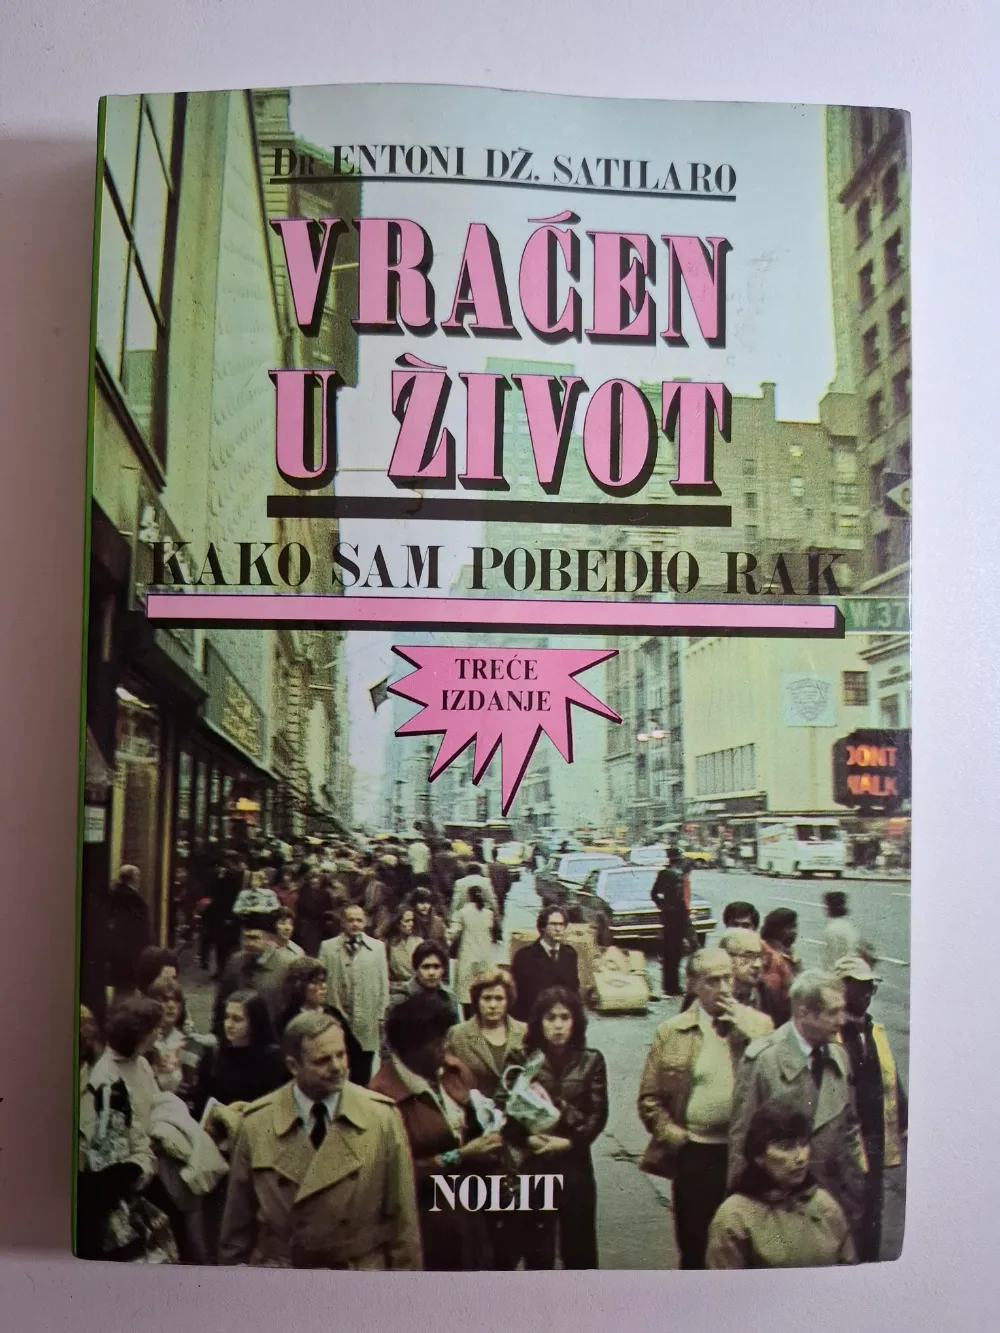 DR ENTONI DŽ. SATILARO
VRAĆEN
U ŽIVOT
KAKO SAM POBEDIO RAK
TREĆE
IZDANJE
W 37
DONT
WALK
NOLIT